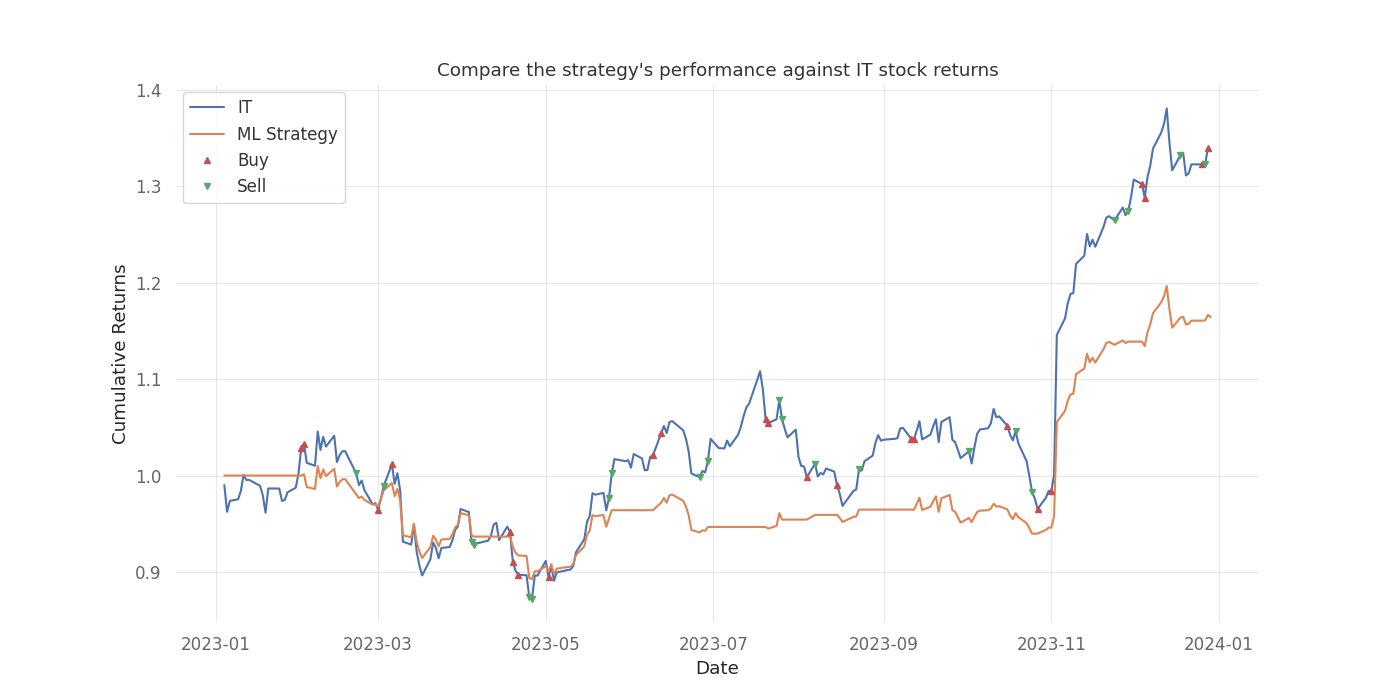 Compare the strategy's performance against IT stock returns
IT
ML Strategy
Buy
Sell
Cumulative Returns
1.4
1.3
1.2
1.1
1.0
0.9
2023-01 2023-03 2023-05 2023-07 2023-09 2023-11 2024-01
Date